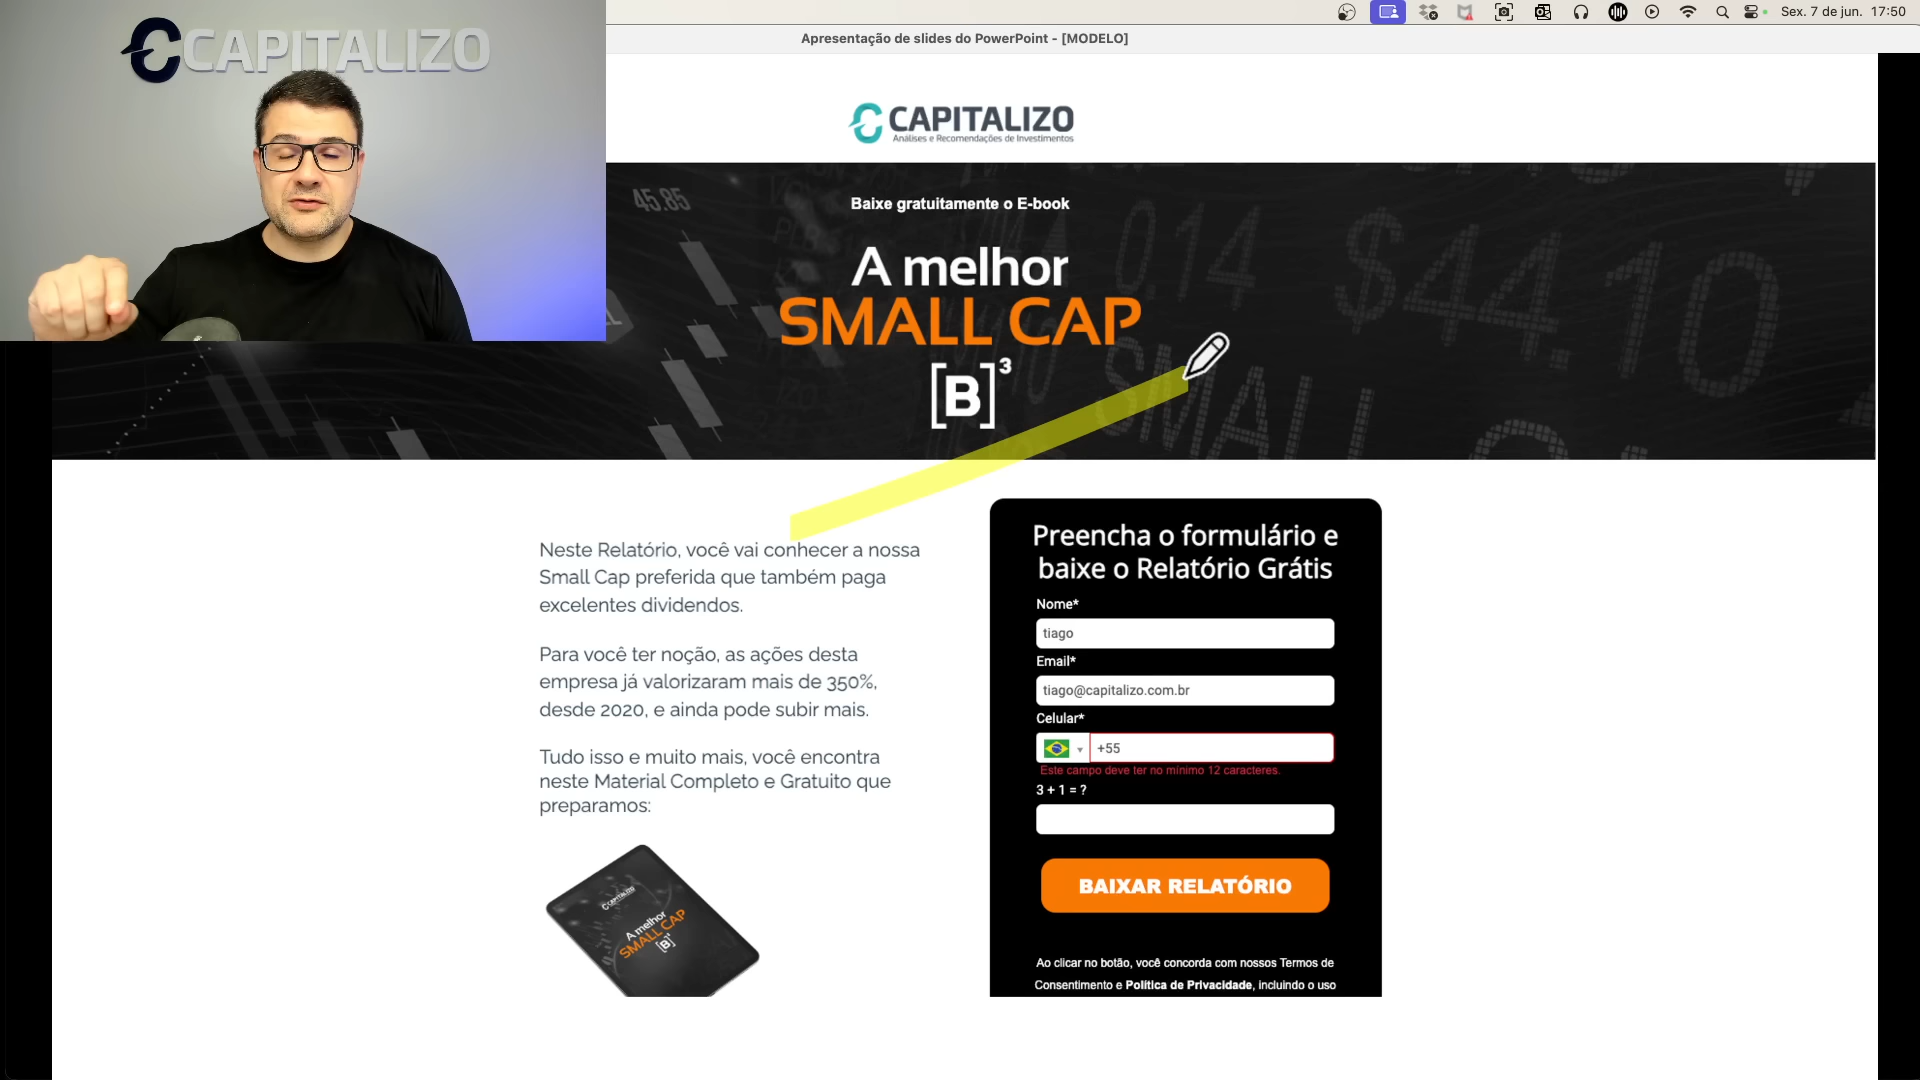 CAPITALIZO
Sex. 7 de jun. 17:50
Apresentação de slides do PowerPoint - [MODELO]
CAPITALIZO
Análises e Recomendações de Investimentos
45.85
Baixe gratuitamente o E-book
A melhor
SMALL CAP
[B]³
0.14
$44.10
SMALL
Neste Relatório, você vai conhecer a nossa
Small Cap preferida que também paga
excelentes dividendos.
Para você ter noção, as ações desta
empresa já valorizaram mais de 350%,
desde 2020, e ainda pode subir mais.
Tudo isso e muito mais, você encontra
neste Material Completo e Gratuito que
preparamos:
CAPITALIZO
A melhor
SMALL CAP
[B]³
Preencha o formulário e
baixe o Relatório Grátis
Nome*
tiago
Email*
tiago@capitalizo.com.br
Celular*
+55
Este campo deve ter no mínimo 12 caracteres.
3 + 1 = ?
BAIXAR RELATÓRIO
Ao clicar no botão, você concorda com nossos Termos de
Consentimento e Política de Privacidade, incluindo o uso